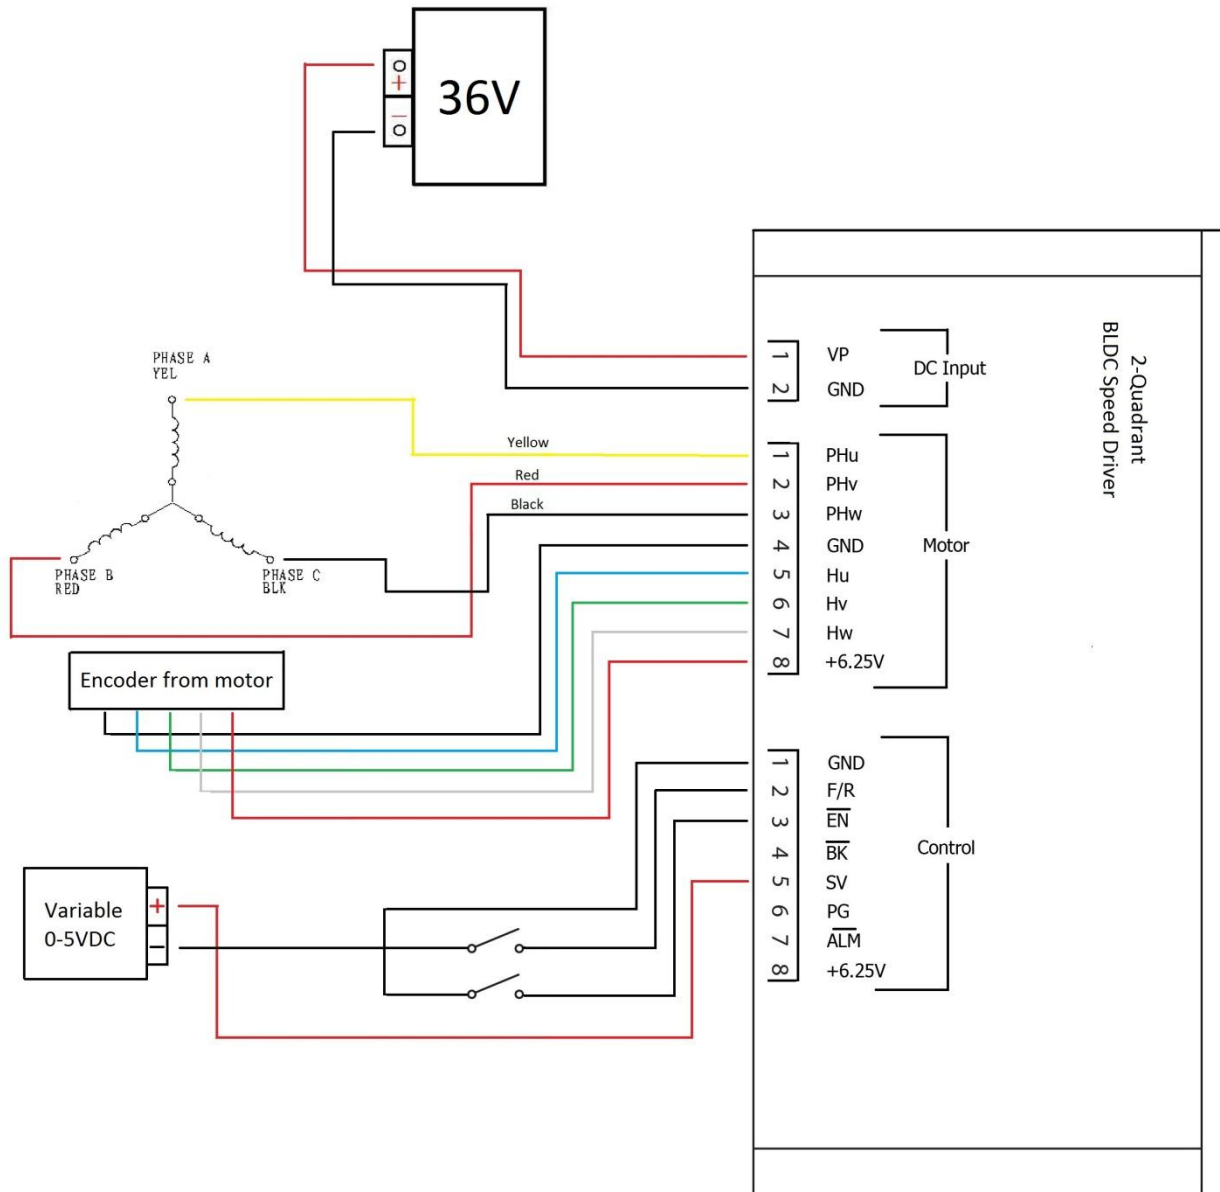 +
−
36V
2-Quadrant
BLDC Speed Driver
PHASE A
YEL
PHASE B
RED
PHASE C
BLK
Yellow
Red
Black
1 VP
2 GND
DC Input
1 PHu
2 PHv
3 PHw
4 GND
5 Hu
6 Hv
7 Hw
8 +6.25V
Motor
Encoder from motor
1 GND
2 F/R
3 E̅N̅
4 B̅K̅
5 SV
6 PG
7 A̅L̅M̅
8 +6.25V
Control
Variable
0-5VDC
+
−